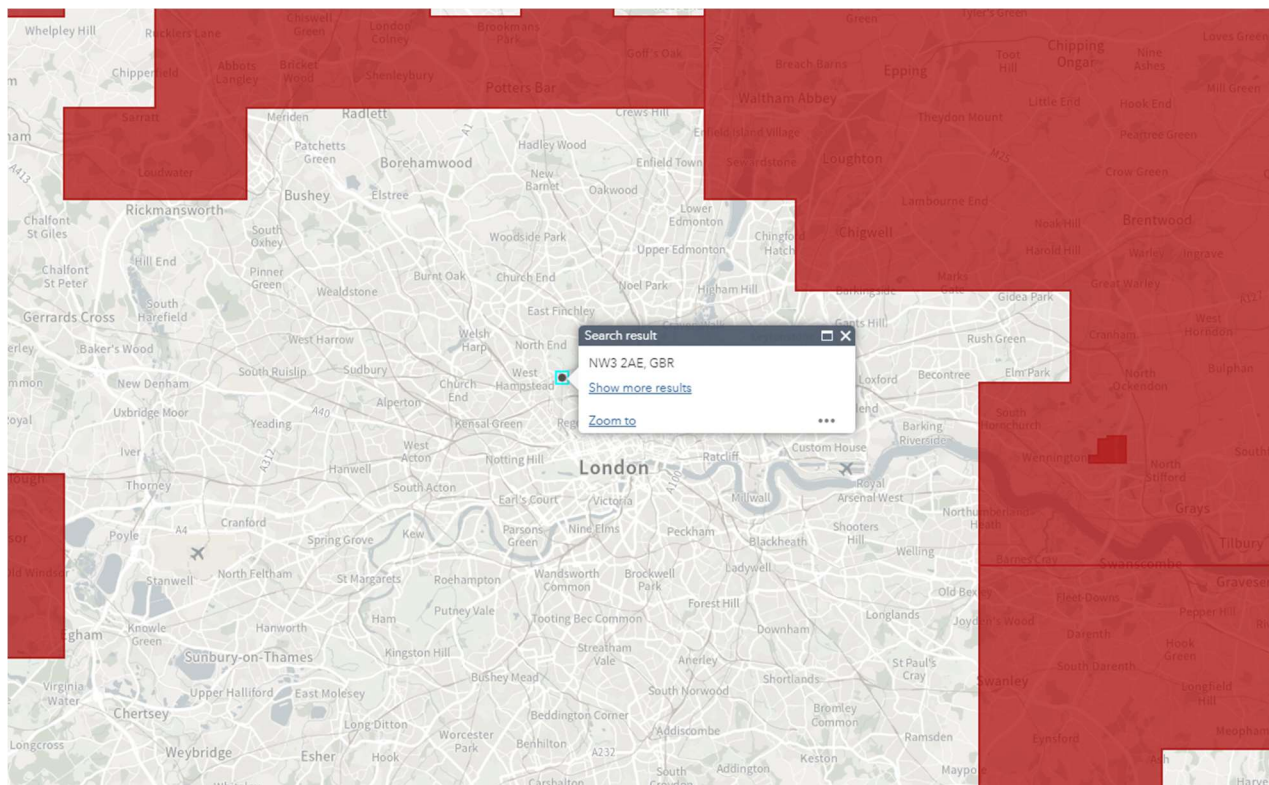 Whelpley Hill
Rucklers Lane
Chiswell
Green
London
Colney
Brookmans
Park
Green
Tyler's Green
Loves Green
Chipperfield
Abbots
Langley
Bricket
Wood
Shenleybury
Goff's Oak
A10
Breach Barns
Epping
Toot
Hill
Chipping
Ongar
Nine
Ashes
Mill Green
Potters Bar
Waltham Abbey
Little End
Hook End
Sarratt
Meriden
Radlett
A1
Crews Hill
Enfield Island Village
Theydon Mount
Peartree Green
Patchetts
Green
Borehamwood
Hadley Wood
Enfield Town
Sewardstone
Loughton
M25
Crow Green
A413
Loudwater
Bushey
Elstree
New
Barnet
Oakwood
Lambourne End
Rickmansworth
Lower
Edmonton
Chigwell
Noak Hill
Brentwood
Chalfont
St Giles
South
Oxhey
Woodside Park
Upper Edmonton
Chingford
Hatch
Harold Hill
Warley
Ingrave
Hill End
Chalfont
St Peter
Pinner
Green
Burnt Oak
Church End
Noel Park
Higham Hill
Barkingside
Marks
Gate
Gidea Park
Great Warley
A127
Wealdstone
South
Harefield
Gerrards Cross
East Finchley
Gants Hill
West
Horndon
Baker's Wood
West Harrow
Welsh
Harp
North End
Search result
Rush Green
Cranham
New Denham
South Ruislip
Sudbury
Church
End
West
Hampstead
NW3 2AE, GBR
Show more results
Loxford
Becontree
Elm Park
North
Ockendon
Bulphan
Uxbridge Moor
A40
Alperton
Zoom to
•••
South
Hornchurch
Yeading
Kensal Green
Barking
Riverside
Iver
A312
West
Acton
Notting Hill
London
Ratcliff
Custom House
Wennington
North
Stifford
Hanwell
Thorney
South Acton
Earl's Court
Victoria
Millwall
Royal
Arsenal West
Grays
Poyle
A4
Cranford
Spring Grove
Kew
Parsons
Green
Nine Elms
Peckham
Blackheath
Shooters
Hill
Northumberland
Heath
Tilbury
Welling
Barnes Cray
Swanscombe
Old Windsor
Stanwell
North Feltham
St Margarets
Roehampton
Wandsworth
Common
Brockwell
Park
Ladywell
Old Bexley
Fleet Downs
Gravesend
Pepper Hill
Egham
Knowle
Green
Hanworth
Ham
Putney Vale
Tooting Bec Common
Forest Hill
Downham
Longlands
Joyden's Wood
Darenth
Hook
Green
Sunbury-on-Thames
Kingston Hill
Streatham
Vale
Anerley
St Paul's
Cray
South Darenth
Virginia
Water
Upper Halliford
East Molesey
Bushey Mead
South Norwood
Shortlands
Swanley
Longfield
Hill
Chertsey
Long Ditton
Beddington Corner
Bromley
Common
Longcross
Weybridge
Esher
Hook
Worcester
Park
Benhilton
A232
Addiscombe
Ramsden
Eynsford
Meopham
South
Addington
Keston
Ash
Carshalton